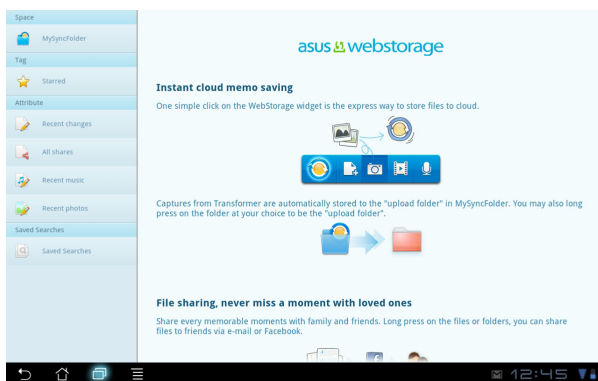 Space
MySyncFolder
Tag
Starred
Attribute
Recent changes
All shares
Recent music
Recent photos
Saved Searches
Saved Searches
asus webstorage
Instant cloud memo saving
One simple click on the WebStorage widget is the express way to store files to cloud.
Captures from Transformer are automatically stored to the "upload folder" in MySyncFolder. You may also long
press on the folder at your choice to be the "upload folder".
File sharing, never miss a moment with loved ones
Share every memorable moments with family and friends. Long press on the files or folders, you can share
files to friends via e-mail or Facebook.
12:45